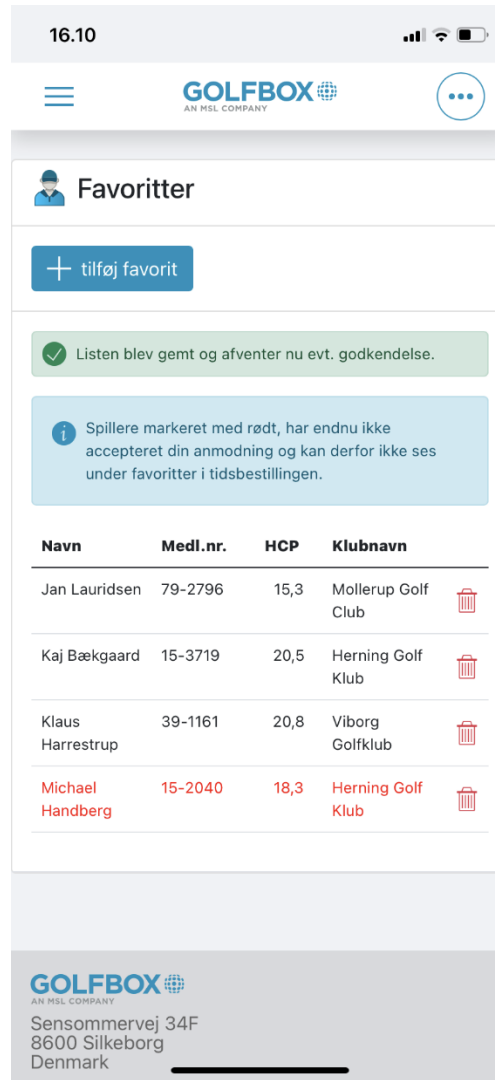 16.10
GOLFBOX
AN MSL COMPANY
Favoritter
tilføj favorit
Listen blev gemt og afventer nu evt. godkendelse.
Spillere markeret med rødt, har endnu ikke
accepteret din anmodning og kan derfor ikke ses
under favoritter i tidsbestillingen.
Navn Medl.nr. HCP Klubnavn
Jan Lauridsen 79-2796 15,3 Mollerup Golf
Club
Kaj Bækgaard 15-3719 20,5 Herning Golf
Klub
Klaus 39-1161 20,8 Viborg
Harrestrup Golfklub
Michael 15-2040 18,3 Herning Golf
Handberg Klub
GOLFBOX
AN MSL COMPANY
Sensommervej 34F
8600 Silkeborg
Denmark